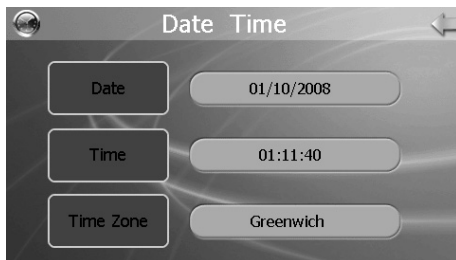 Date Time
Date
01/10/2008
Time
01:11:40
Time Zone
Greenwich